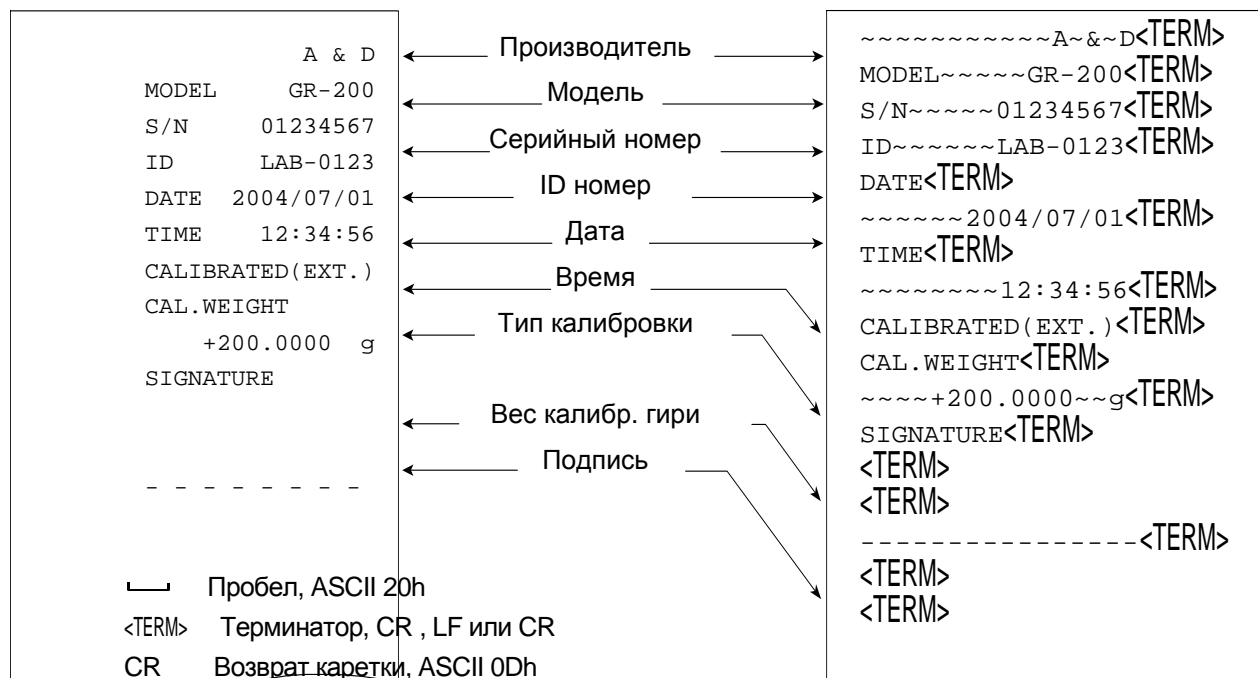 A & D
MODEL GR-200
S/N 01234567
ID LAB-0123
DATE 2004/07/01
TIME 12:34:56
CALIBRATED(EXT.)
CAL.WEIGHT
+200.0000 g
SIGNATURE
- - - - - - - -
Производитель
Модель
Серийный номер
ID номер
Дата
Время
Тип калибровки
Вес калибр. гири
Подпись
~~~~~~~~~~~A~&~D<TERM>
MODEL~~~~~GR-200<TERM>
S/N~~~~~01234567<TERM>
ID~~~~~~LAB-0123<TERM>
DATE<TERM>
~~~~~~2004/07/01<TERM>
TIME<TERM>
~~~~~~~~12:34:56<TERM>
CALIBRATED(EXT.)<TERM>
CAL.WEIGHT<TERM>
~~~~+200.0000~~g<TERM>
SIGNATURE<TERM>
<TERM>
<TERM>
----------------<TERM>
<TERM>
<TERM>
Пробел, ASCII 20h
<TERM> Терминатор, CR , LF или CR
CR Возврат каретки, ASCII 0Dh